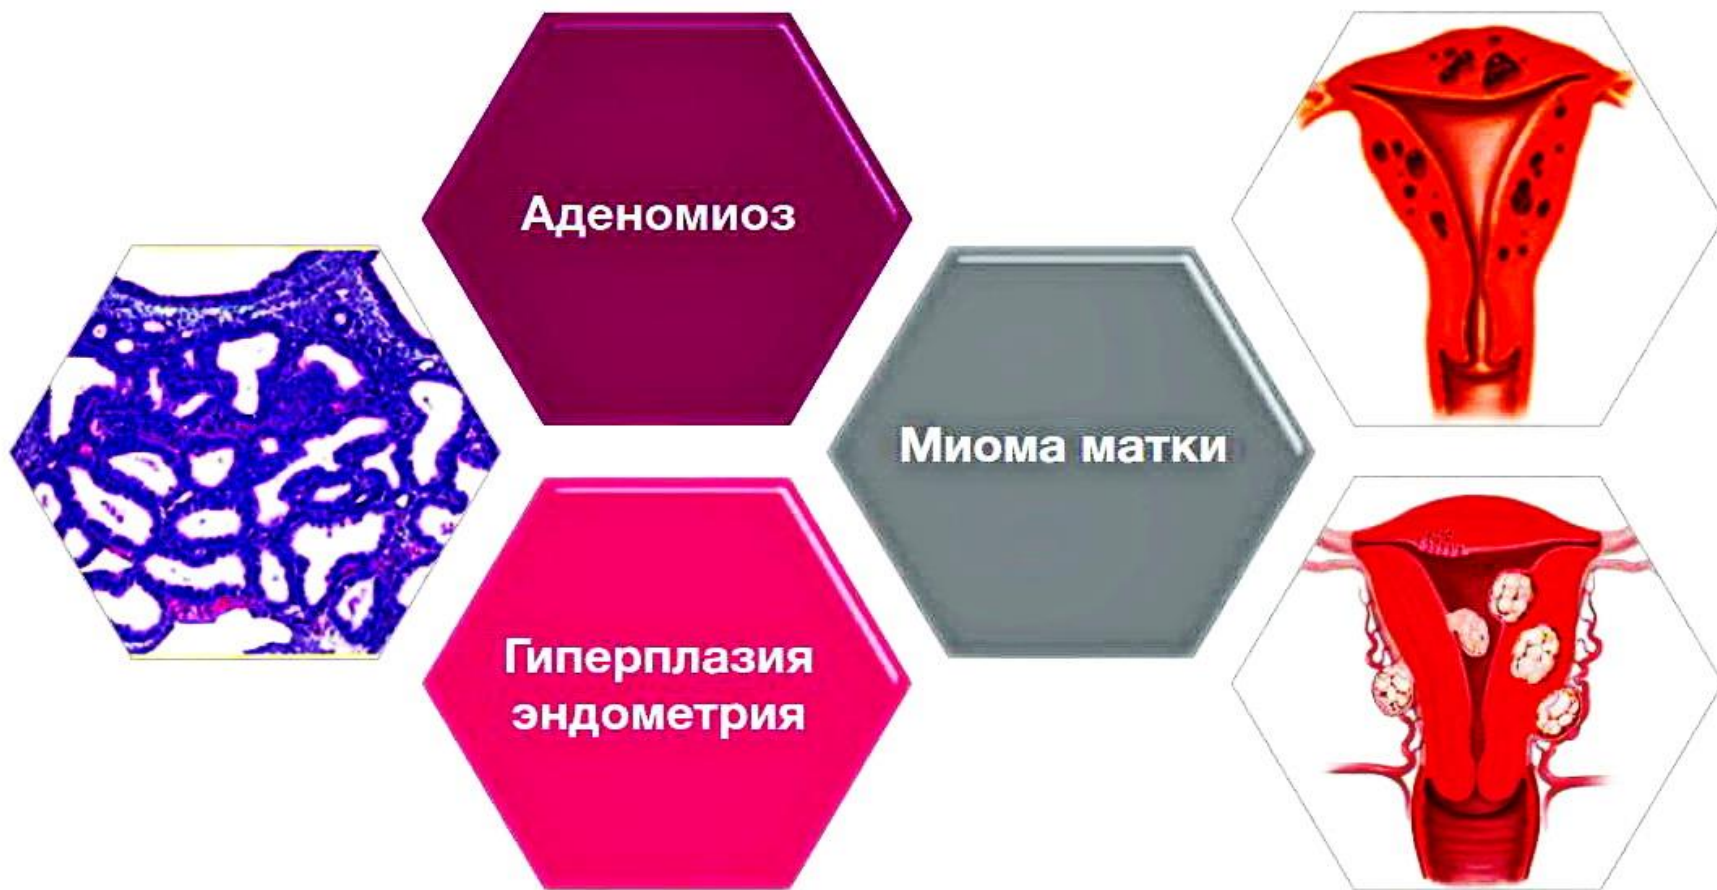 Аденомиоз
Миома матки
Гиперплазия
эндометрия